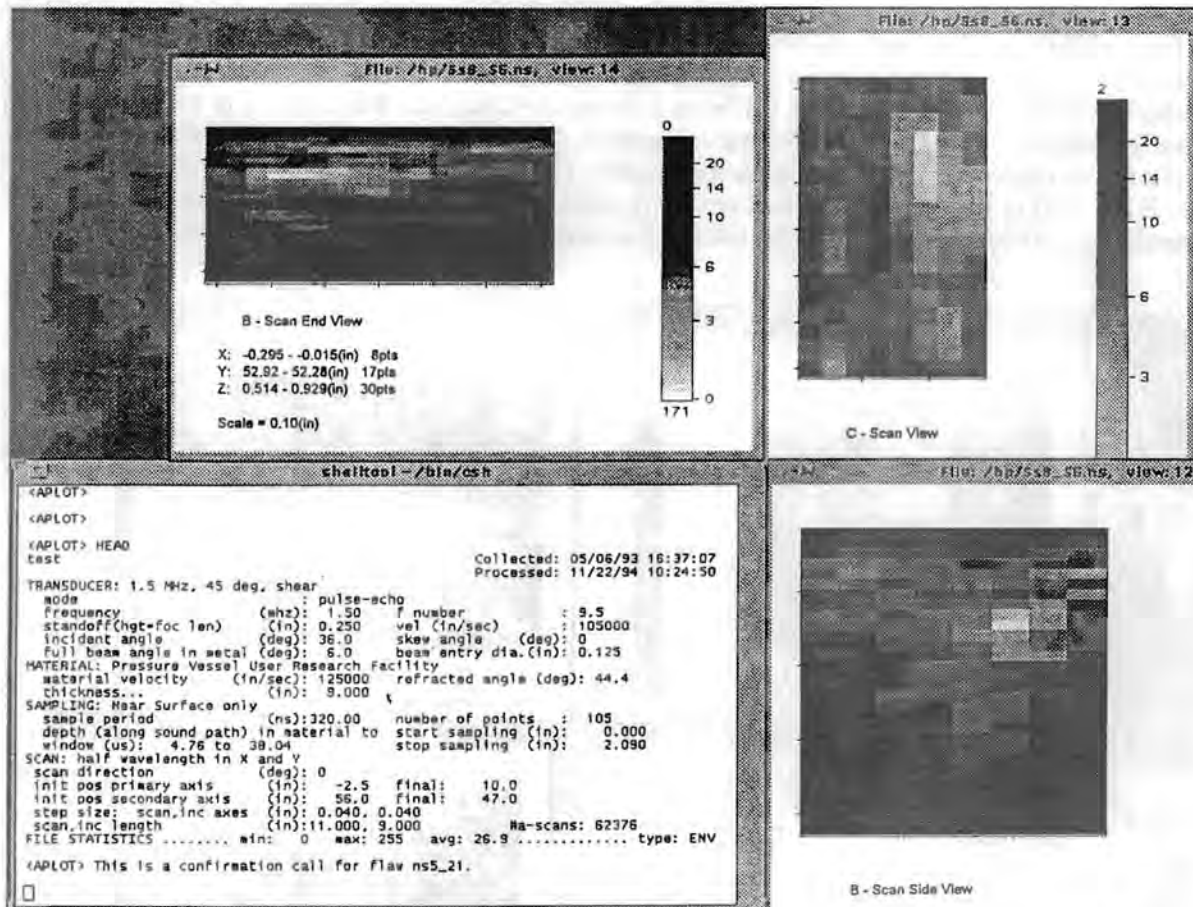 File: /hp/Ss8_S6.ns, view: 14
0
20
14
10
6
3
0
171
B - Scan End View
X: -0.295 - -0.015(in) 8pts
Y: 52.92 - 52.28(in) 17pts
Z: 0.514 - 0.929(in) 30pts
Scale = 0.10(in)
File: /hp/Ss8_S6.ns, view: 13
2
20
14
10
6
3
C - Scan View
shelltool - /bin/csh
<APLOT>
<APLOT>
<APLOT> HEAD
test Collected: 05/06/93 16:37:07
Processed: 11/22/94 10:24:50
TRANSDUCER: 1.5 MHz, 45 deg, shear
mode : pulse-echo
frequency (mhz): 1.50 f number : 9.5
standoff(hgt+foc len) (in): 0.250 vel (in/sec) : 105000
incident angle (deg): 36.0 skew angle (deg): 0
full beam angle in metal (deg): 6.0 beam entry dia.(in): 0.125
MATERIAL: Pressure Vessel User Research Facility
material velocity (in/sec): 125000 refracted angle (deg): 44.4
thickness... (in): 9.000
SAMPLING: Near Surface only
sample period (ns):320.00 number of points : 105
depth (along sound path) in material to start sampling (in): 0.000
window (us): 4.76 to 38.04 stop sampling (in): 2.090
SCAN: half wavelength in X and Y
scan direction (deg): 0
init pos primary axis (in): -2.5 final: 10.0
init pos secondary axis (in): 56.0 final: 47.0
step size: scan,inc axes (in): 0.040, 0.040
scan,inc length (in):11.000, 9.000 #a-scans: 62376
FILE STATISTICS ........ min: 0 max: 255 avg: 26.9 ............. type: ENV
<APLOT> This is a confirmation call for flaw ns5_21.
File: /hp/Ss8_S6.ns, view: 12
B - Scan Side View